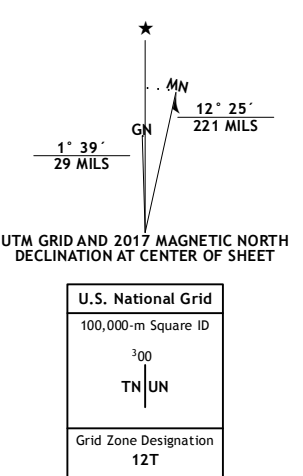 ★
MN
12° 25´
221 MILS
GN
1° 39´
29 MILS
UTM GRID AND 2017 MAGNETIC NORTH
DECLINATION AT CENTER OF SHEET
U.S. National Grid
100,000-m Square ID
³00
TN UN
Grid Zone Designation
12T